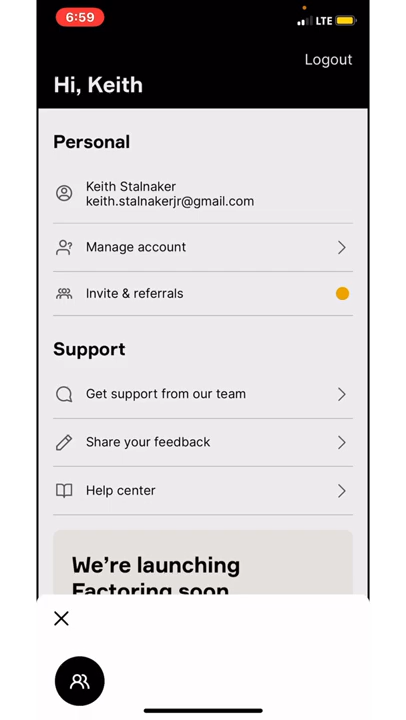 6:59
LTE
Logout
Hi, Keith
Personal
Keith Stalnaker
keith.stalnakerjr@gmail.com
Manage account
Invite & referrals
Support
Get support from our team
Share your feedback
Help center
We're launching
Factoring soon